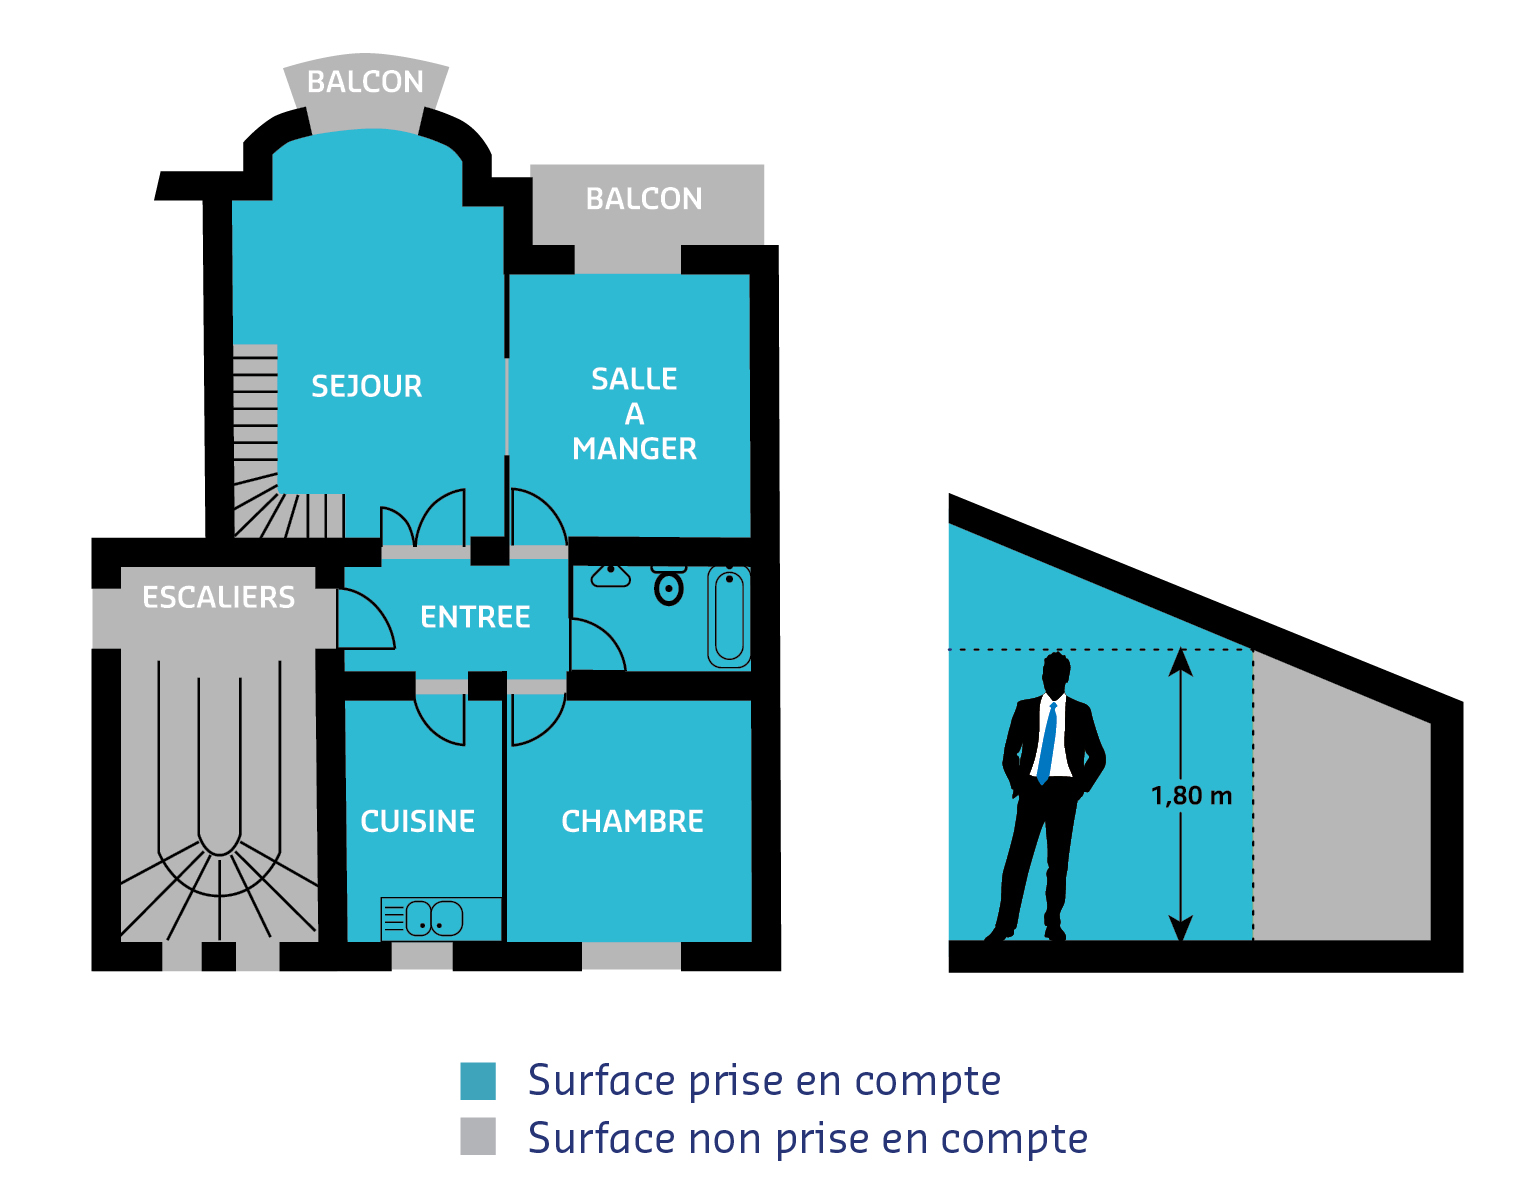 BALCON
BALCON
SEJOUR
SALLE
A
MANGER
ESCALIERS
ENTREE
CUISINE
CHAMBRE
1,80 m
Surface prise en compte
Surface non prise en compte